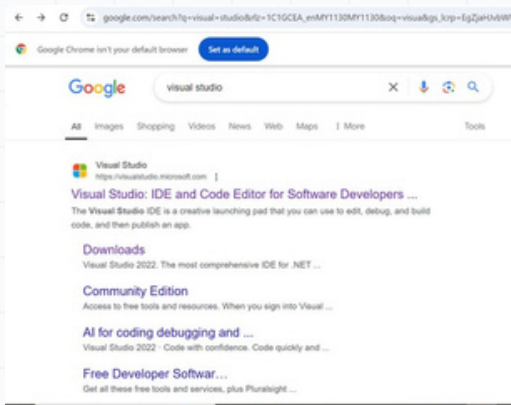 google.com/search?q=visual+studio&rlz=1C1GCEA_enMY1130MY1130&oq=visua&gs_lcrp=EgZjaHJvbW
Google Chrome isn't your default browser Set as default
Google visual studio
All Images Shopping Videos News Web Maps More Tools
Visual Studio
https://visualstudio.microsoft.com
Visual Studio: IDE and Code Editor for Software Developers ...
The Visual Studio IDE is a creative launching pad that you can use to edit, debug, and build
code, and then publish an app.
Downloads
Visual Studio 2022. The most comprehensive IDE for .NET ...
Community Edition
Access to free tools and resources. When you sign into Visual ...
AI for coding debugging and ...
Visual Studio 2022 · Code with confidence. Code quickly and ...
Free Developer Softwar...
Get all these free tools and services, plus Pluralsight ...